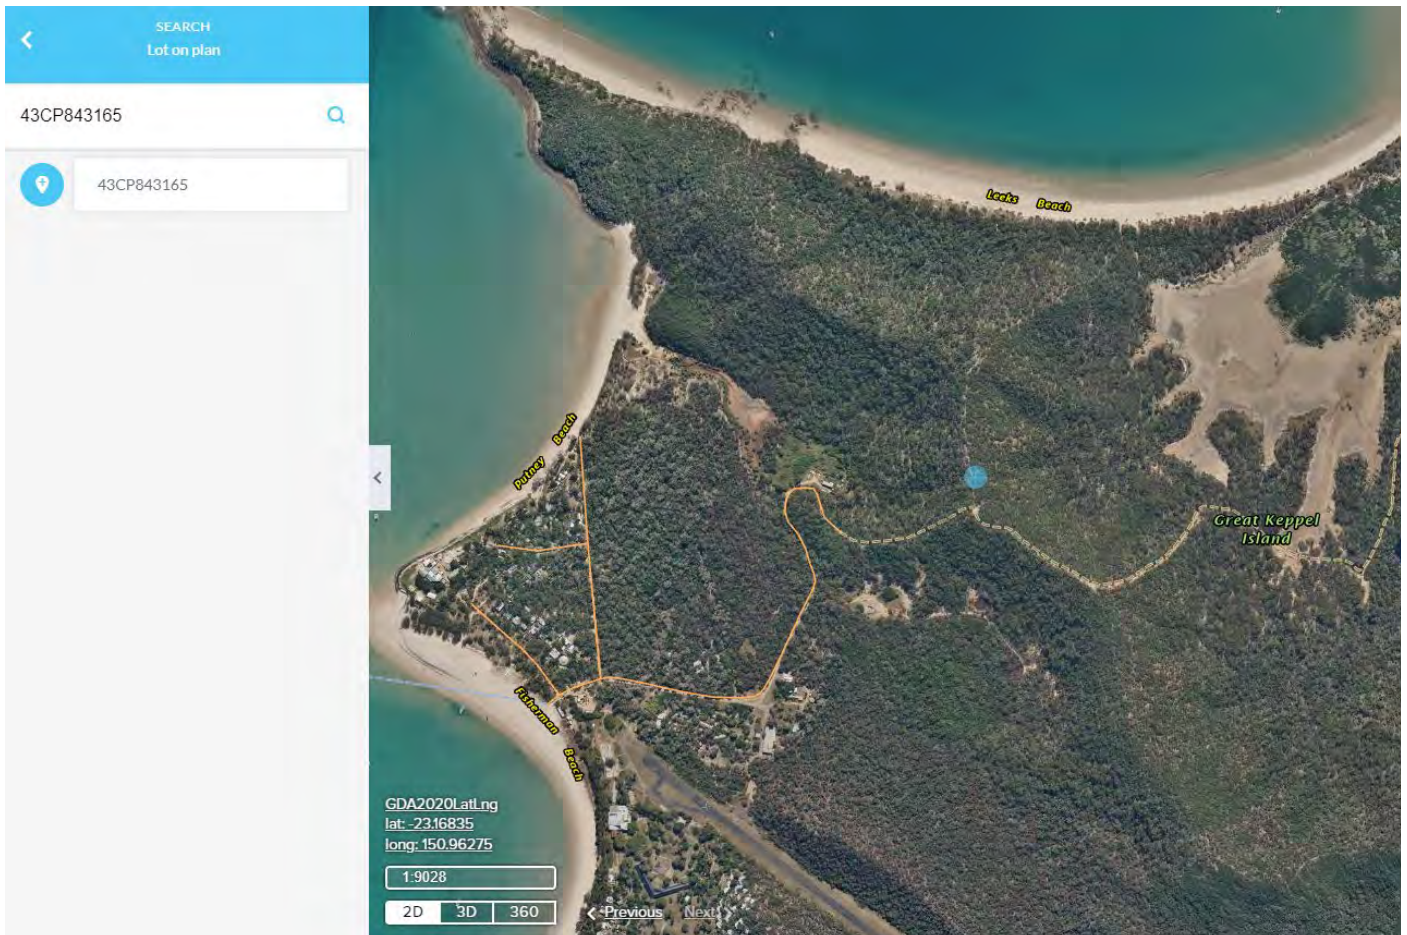 SEARCH
Lot on plan
43CP843165
43CP843165
Leeks Beach
Putney Beach
Great Keppel
Island
Fisherman Beach
GDA2020LatLng
lat: -23.16835
long: 150.96275
1:9028
2D 3D 360
Previous Next